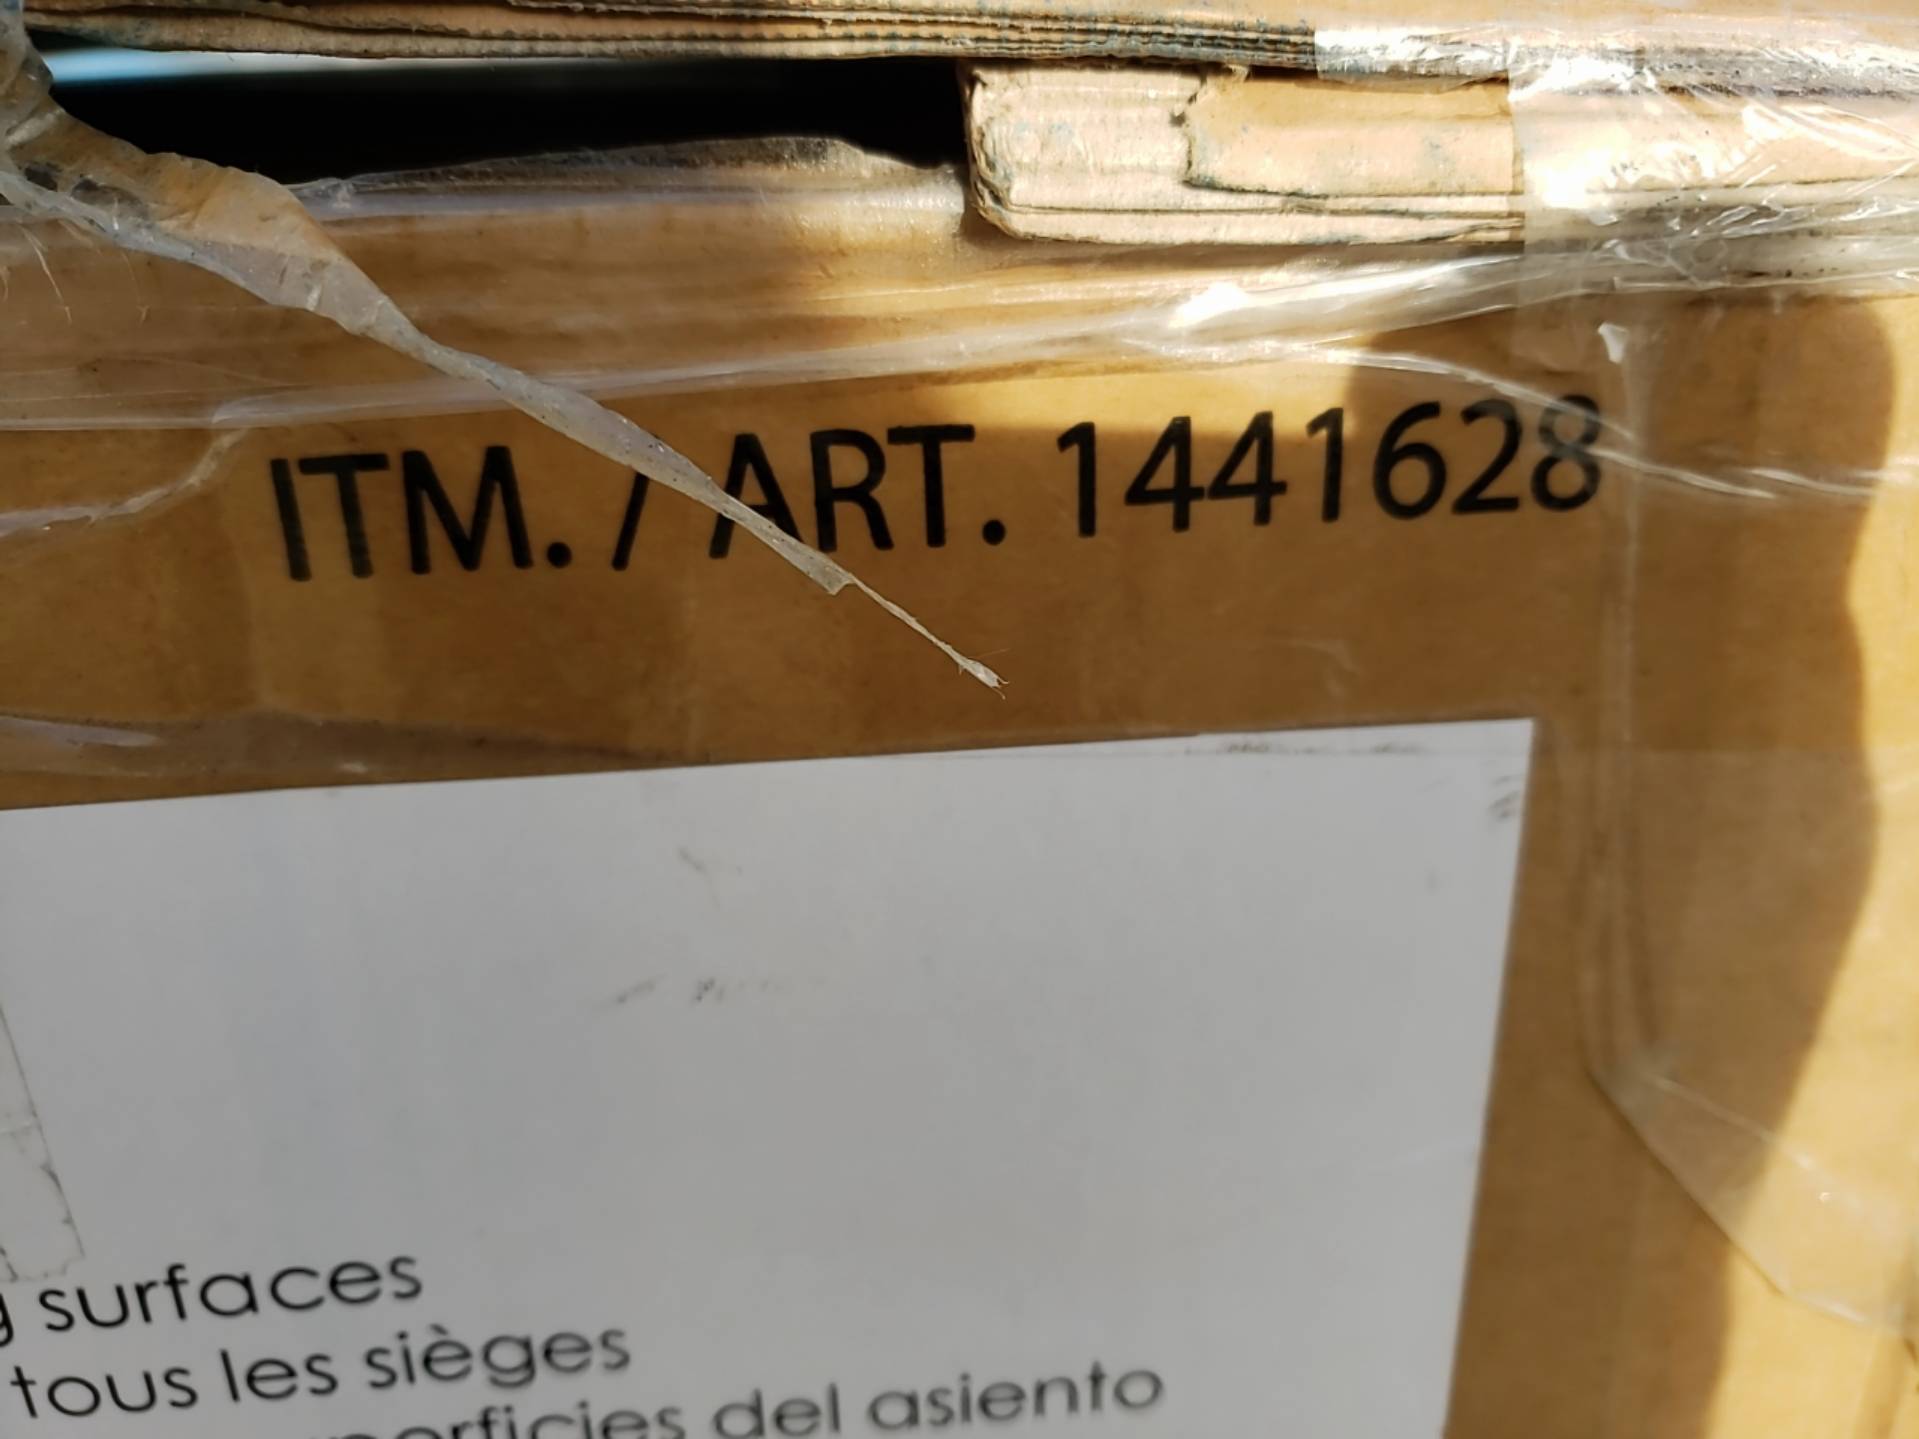 ITM. / ART. 1441628
surfaces
tous les sièges
del asiento